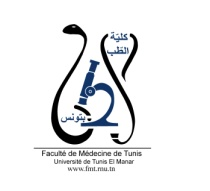 كلية
الطب
بتونس
Faculté de Médecine de Tunis
Université de Tunis El Manar
www.fmt.rnu.tn